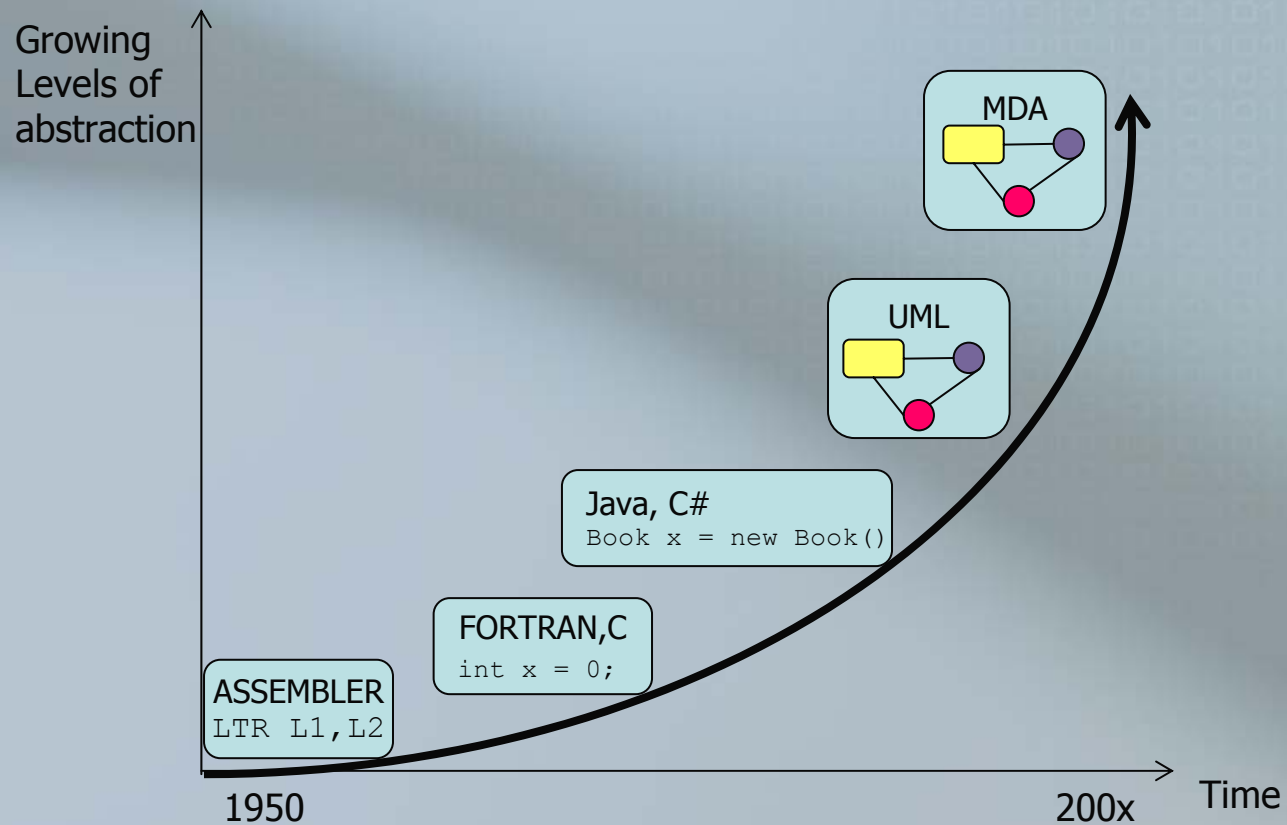 Growing
Levels of
abstraction
MDA
UML
Java, C#
Book x = new Book()
FORTRAN,C
int x = 0;
ASSEMBLER
LTR L1,L2
1950
200x
Time